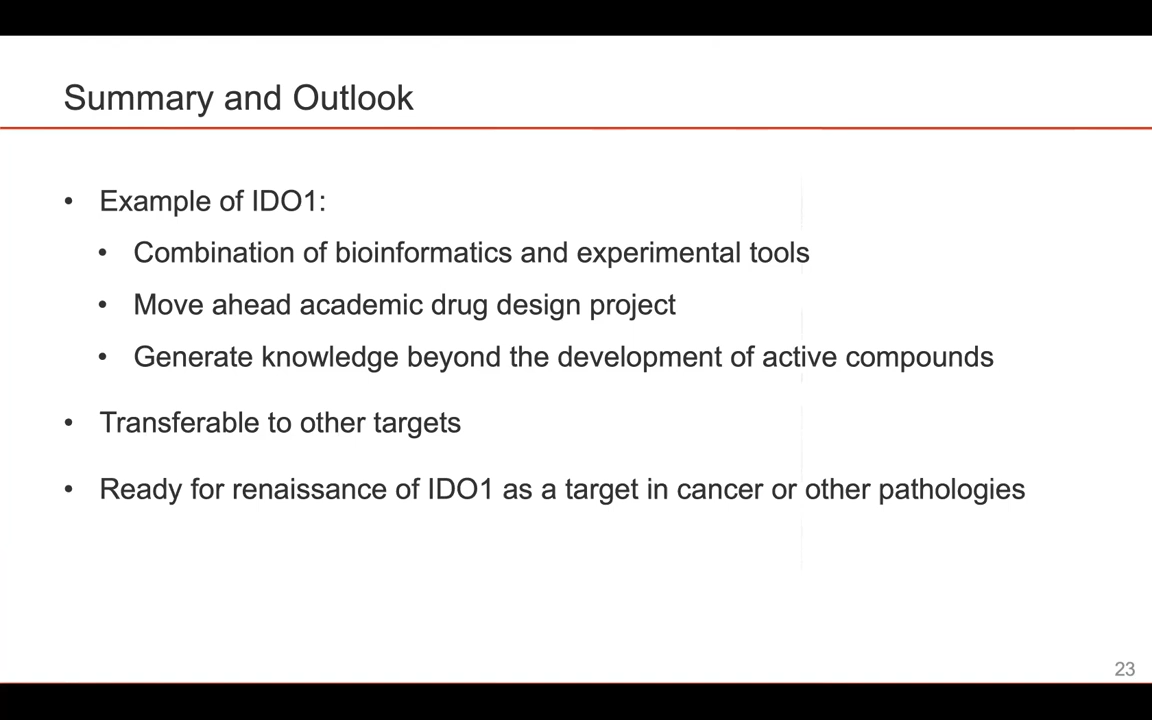 Summary and Outlook
• Example of IDO1:
• Combination of bioinformatics and experimental tools
• Move ahead academic drug design project
• Generate knowledge beyond the development of active compounds
• Transferable to other targets
• Ready for renaissance of IDO1 as a target in cancer or other pathologies
23